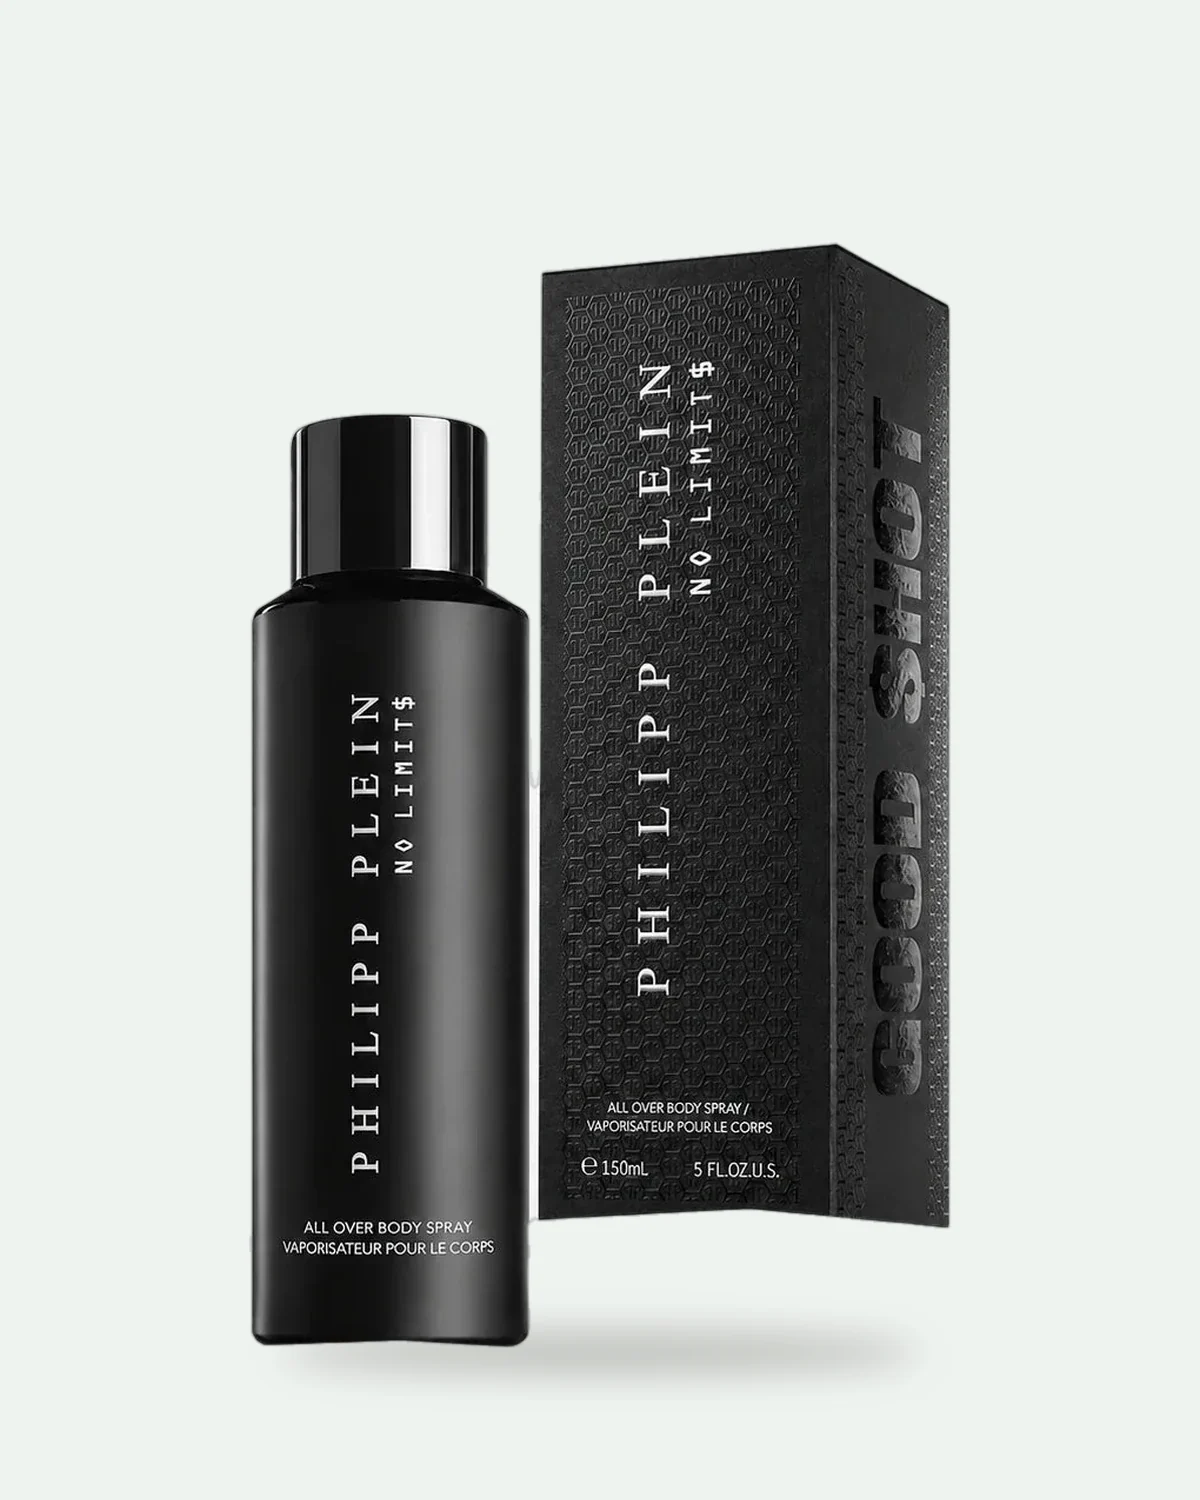 PHILIPP PLEIN
NO LIMIT$
ALL OVER BODY SPRAY
VAPORISATEUR POUR LE CORPS
PHILIPP PLEIN
NO LIMIT$
ALL OVER BODY SPRAY /
VAPORISATEUR POUR LE CORPS
℮ 150mL 5 FL.OZ.U.S.
GOOD $HOT